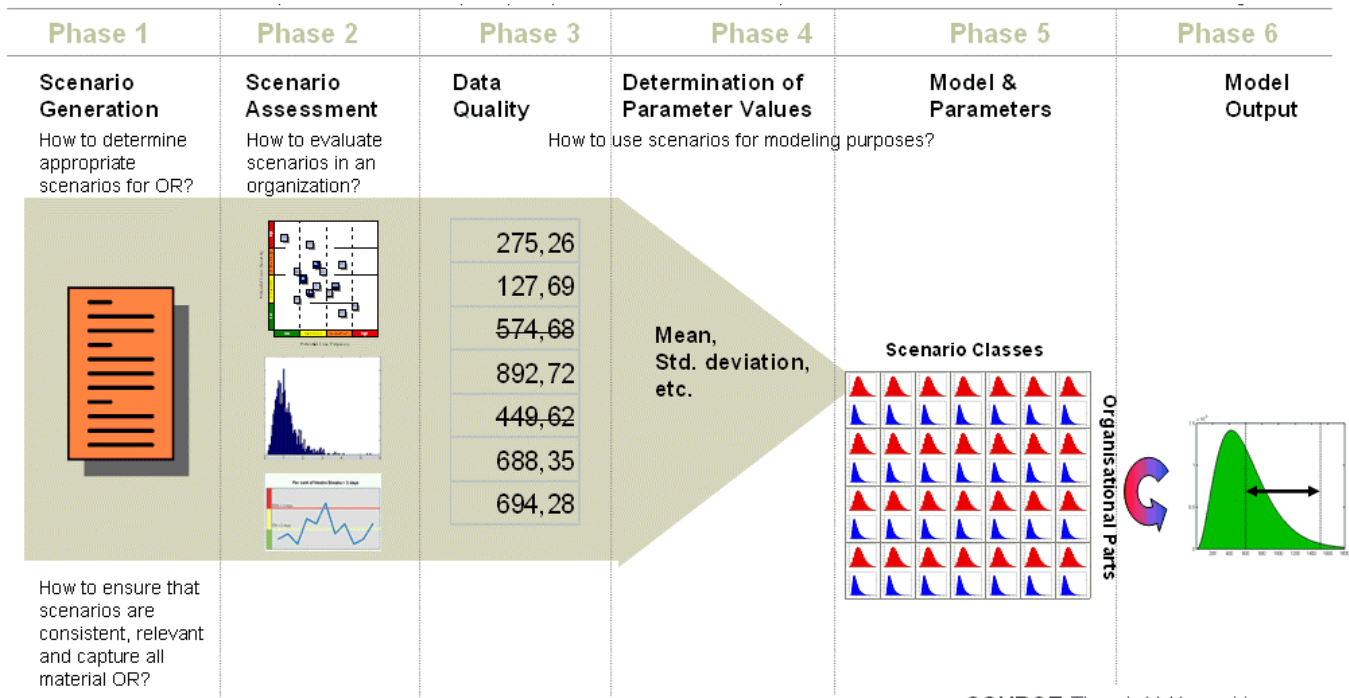 Phase 1
Phase 2
Phase 3
Phase 4
Phase 5
Phase 6
Scenario
Generation
How to determine
appropriate
scenarios for OR?
Scenario
Assessment
How to evaluate
scenarios in an
organization?
Data
Quality
Determination of
Parameter Values
How to use scenarios for modeling purposes?
Model &
Parameters
Model
Output
275,26
127,69
574,68
892,72
449,62
688,35
694,28
Mean,
Std. deviation,
etc.
Scenario Classes
Organisational Parts
How to ensure that
scenarios are
consistent, relevant
and capture all
material OR?